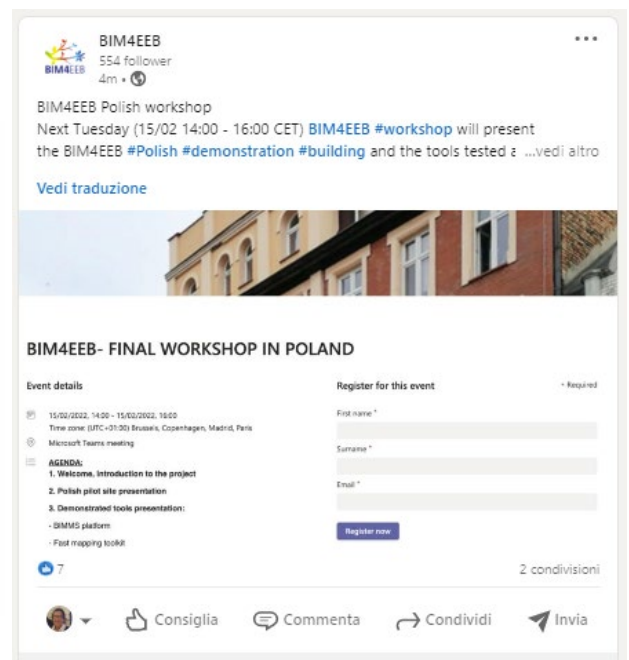 BIM4EEB
554 follower
4m •
BIM4EEB
BIM4EEB Polish workshop
Next Tuesday (15/02 14:00 - 16:00 CET) BIM4EEB #workshop will present
the BIM4EEB #Polish #demonstration #building and the tools tested a ...vedi altro
Vedi traduzione
BIM4EEB- FINAL WORKSHOP IN POLAND
Event details
Register for this event
* Required
15/02/2022, 14:00 - 15/02/2022, 16:00
Time zone: (UTC+01:00) Brussels, Copenhagen, Madrid, Paris
Microsoft Teams meeting
AGENDA:
1. Welcome, introduction to the project
2. Polish pilot site presentation
3. Demonstrated tools presentation:
- BIMMS platform
- Fast mapping toolkit
First name *
Surname *
Email *
Register now
7
2 condivisioni
Consiglia
Commenta
Condividi
Invia